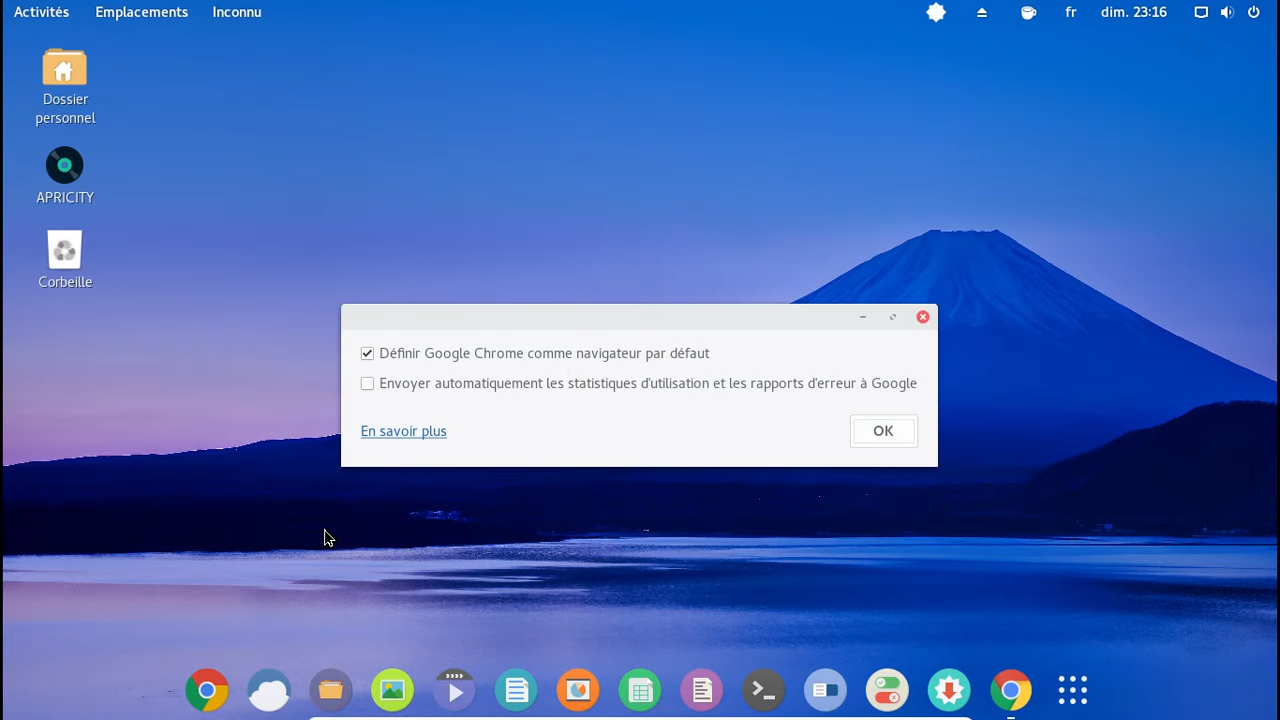 Activités Emplacements Inconnu fr dim. 23:16
Dossier
personnel
APRICITY
Corbeille
Définir Google Chrome comme navigateur par défaut
Envoyer automatiquement les statistiques d'utilisation et les rapports d'erreur à Google
En savoir plus OK